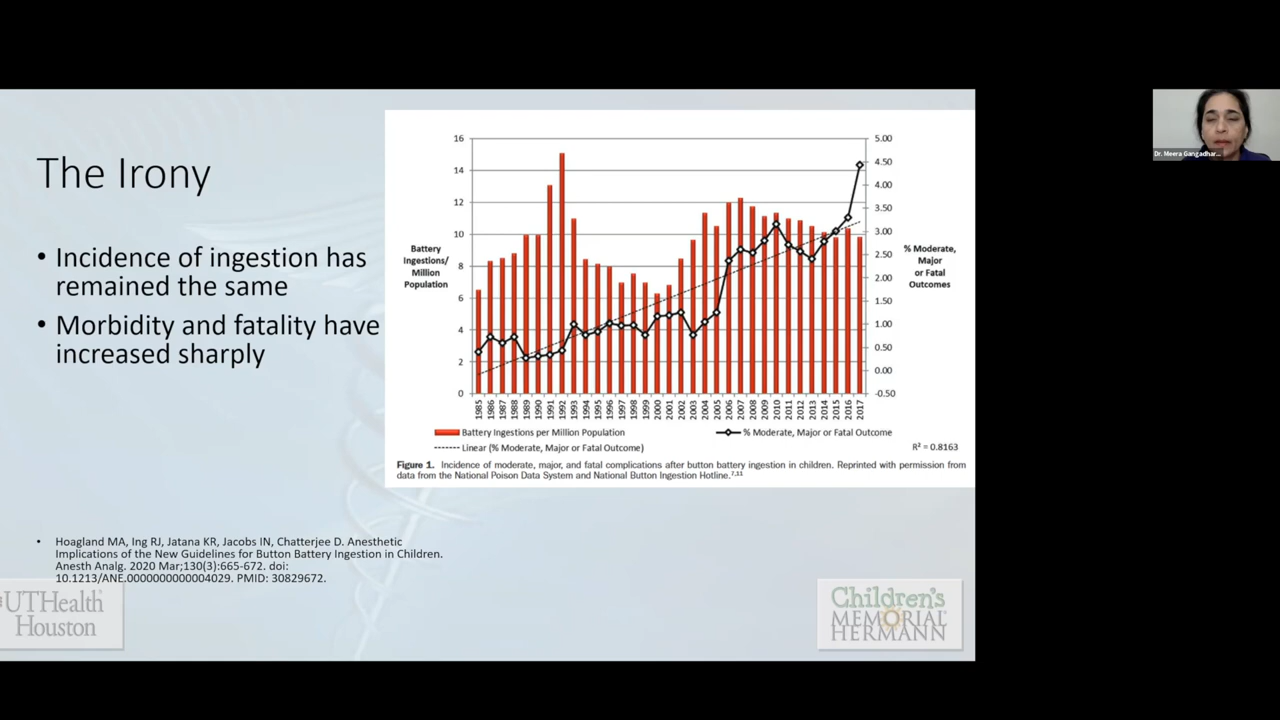 The Irony
• Incidence of ingestion has
remained the same
• Morbidity and fatality have
increased sharply
16
14
12
10
8
6
4
2
0
Battery
Ingestions/
Million
Population
5.00
4.50
4.00
3.50
3.00
2.50
2.00
1.50
1.00
0.50
0.00
-0.50
% Moderate,
Major
or Fatal
Outcomes
1985
1986
1987
1988
1989
1990
1991
1992
1993
1994
1995
1996
1997
1998
1999
2000
2001
2002
2003
2004
2005
2006
2007
2008
2009
2010
2011
2012
2013
2014
2015
2016
2017
Battery Ingestions per Million Population
% Moderate, Major or Fatal Outcome
Linear (% Moderate, Major or Fatal Outcome)
R² = 0.8163
Figure 1. Incidence of moderate, major, and fatal complications after button battery ingestion in children. Reprinted with permission from
data from the National Poison Data System and National Button Ingestion Hotline.7,11
• Hoagland MA, Ing RJ, Jatana KR, Jacobs IN, Chatterjee D. Anesthetic
Implications of the New Guidelines for Button Battery Ingestion in Children.
Anesth Analg. 2020 Mar;130(3):665-672. doi:
10.1213/ANE.0000000000004029. PMID: 30829672.
UTHealth
Houston
Children's
MEMORIAL
HERMANN
Dr. Meera Gangadhar...